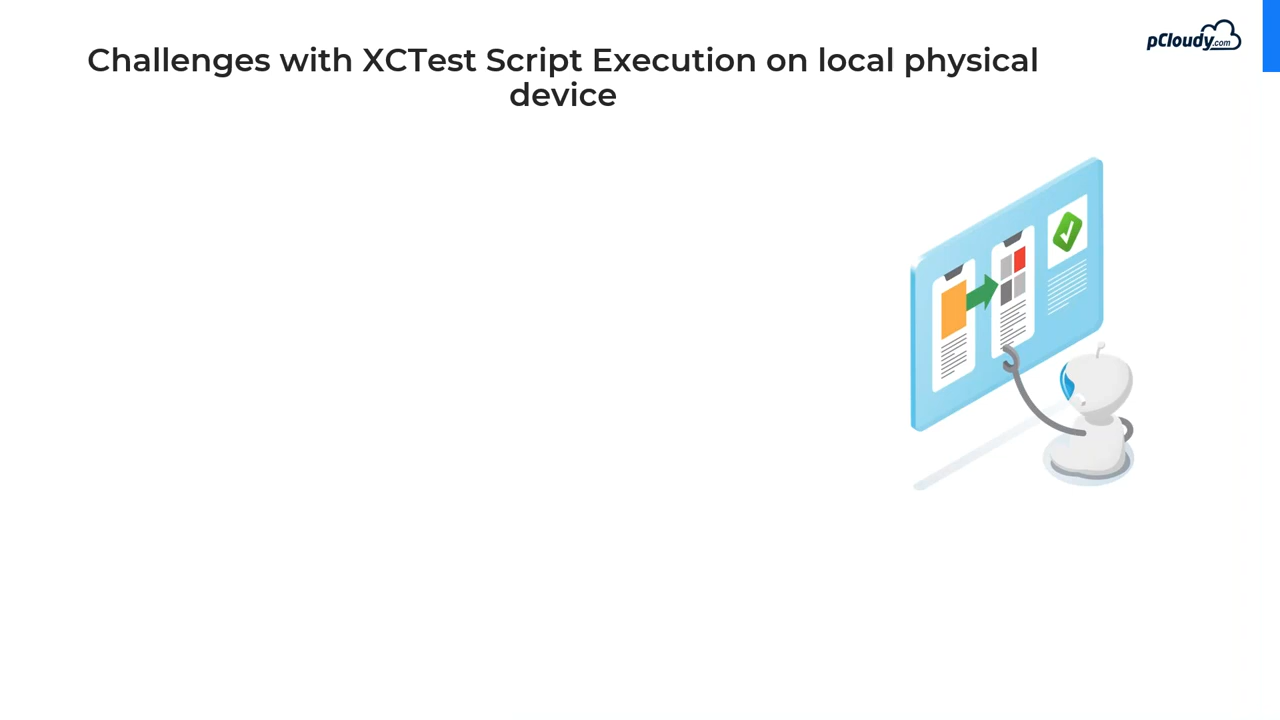 Challenges with XCTest Script Execution on local physical
device
pCloudy.com